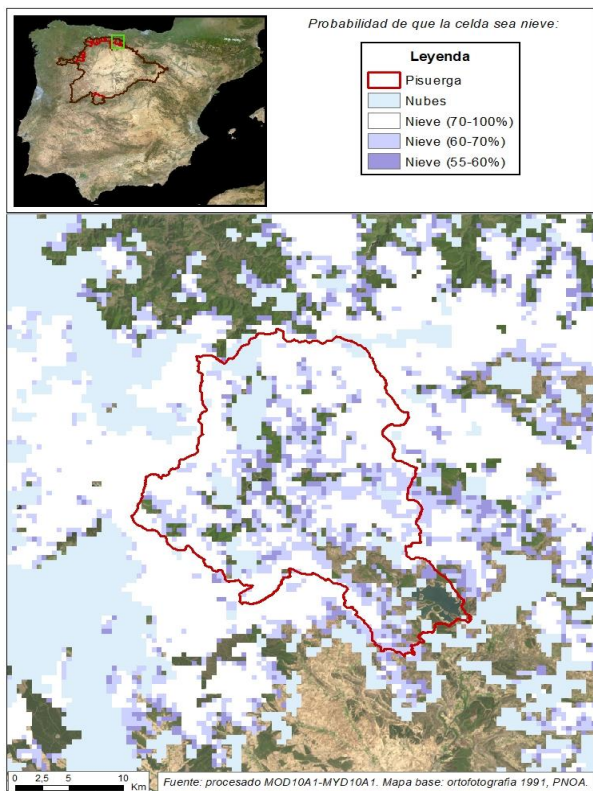 Probabilidad de que la celda sea nieve:
Leyenda
Pisuerga
Nubes
Nieve (70-100%)
Nieve (60-70%)
Nieve (55-60%)
0 2,5 5 10
Km
Fuente: procesado MOD10A1-MYD10A1. Mapa base: ortofotografia 1991, PNOA.